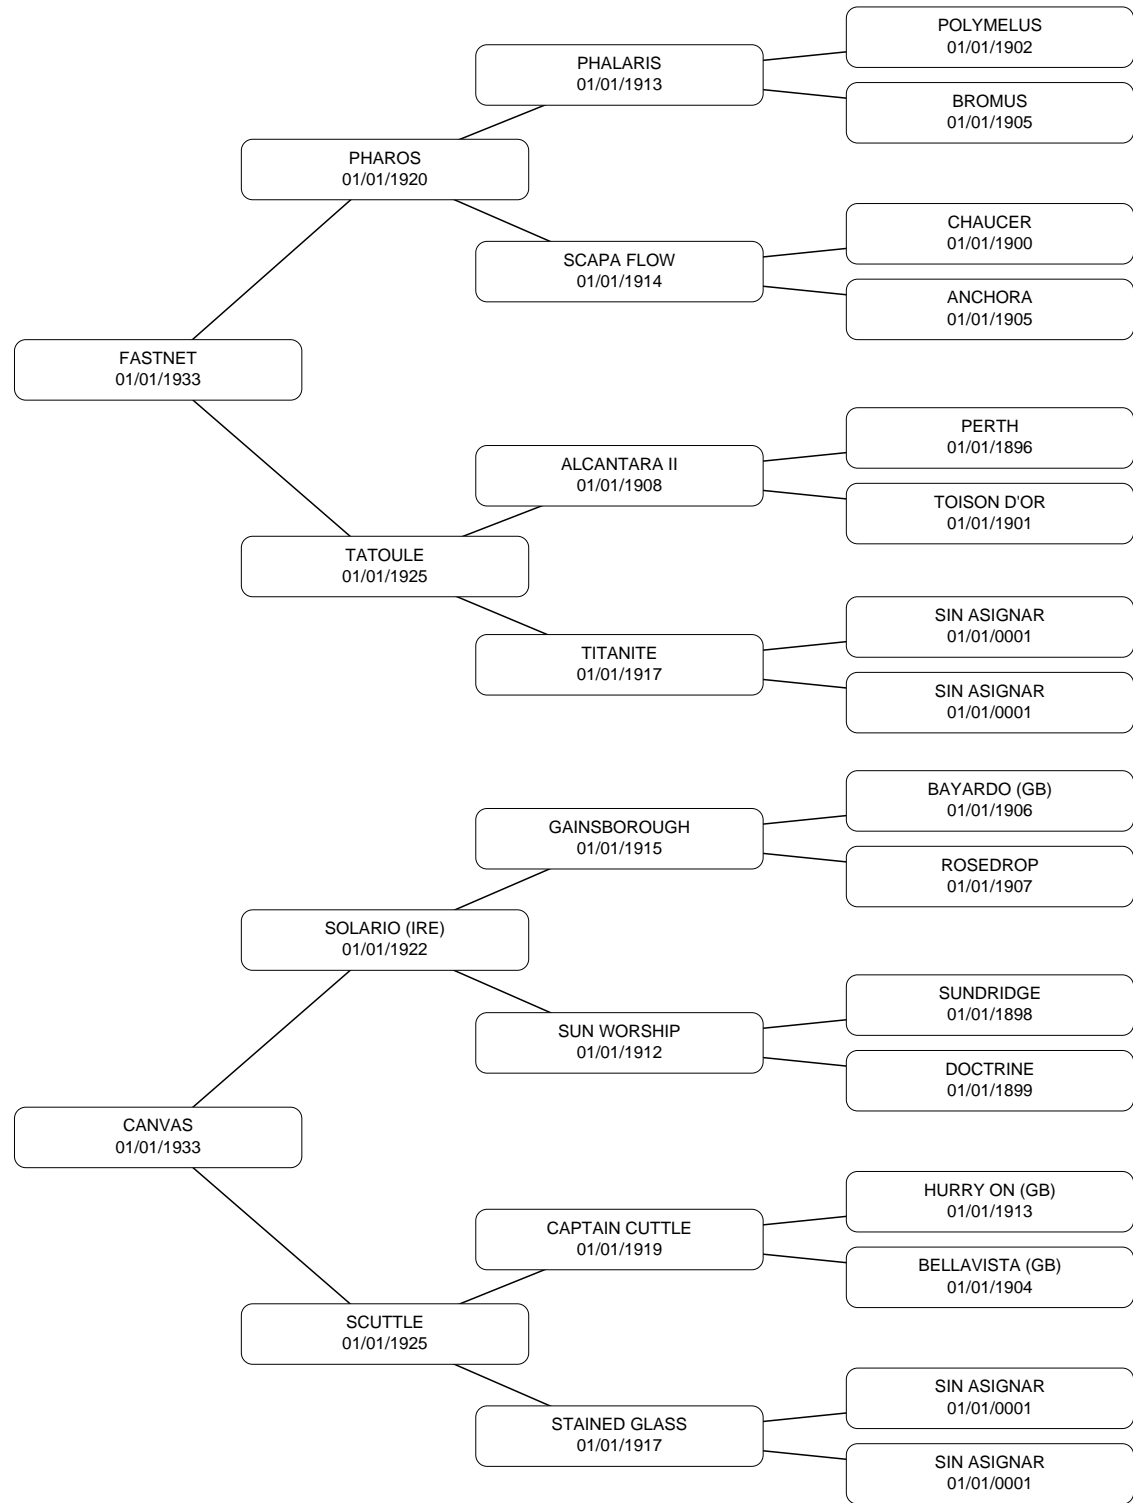 POLYMELUS
01/01/1902
PHALARIS
01/01/1913
BROMUS
01/01/1905
PHAROS
01/01/1920
CHAUCER
01/01/1900
SCAPA FLOW
01/01/1914
ANCHORA
01/01/1905
FASTNET
01/01/1933
PERTH
01/01/1896
ALCANTARA II
01/01/1908
TOISON D'OR
01/01/1901
TATOULE
01/01/1925
SIN ASIGNAR
01/01/0001
TITANITE
01/01/1917
SIN ASIGNAR
01/01/0001
BAYARDO (GB)
01/01/1906
GAINSBOROUGH
01/01/1915
ROSEDROP
01/01/1907
SOLARIO (IRE)
01/01/1922
SUNDRIDGE
01/01/1898
SUN WORSHIP
01/01/1912
DOCTRINE
01/01/1899
CANVAS
01/01/1933
HURRY ON (GB)
01/01/1913
CAPTAIN CUTTLE
01/01/1919
BELLAVISTA (GB)
01/01/1904
SCUTTLE
01/01/1925
SIN ASIGNAR
01/01/0001
STAINED GLASS
01/01/1917
SIN ASIGNAR
01/01/0001